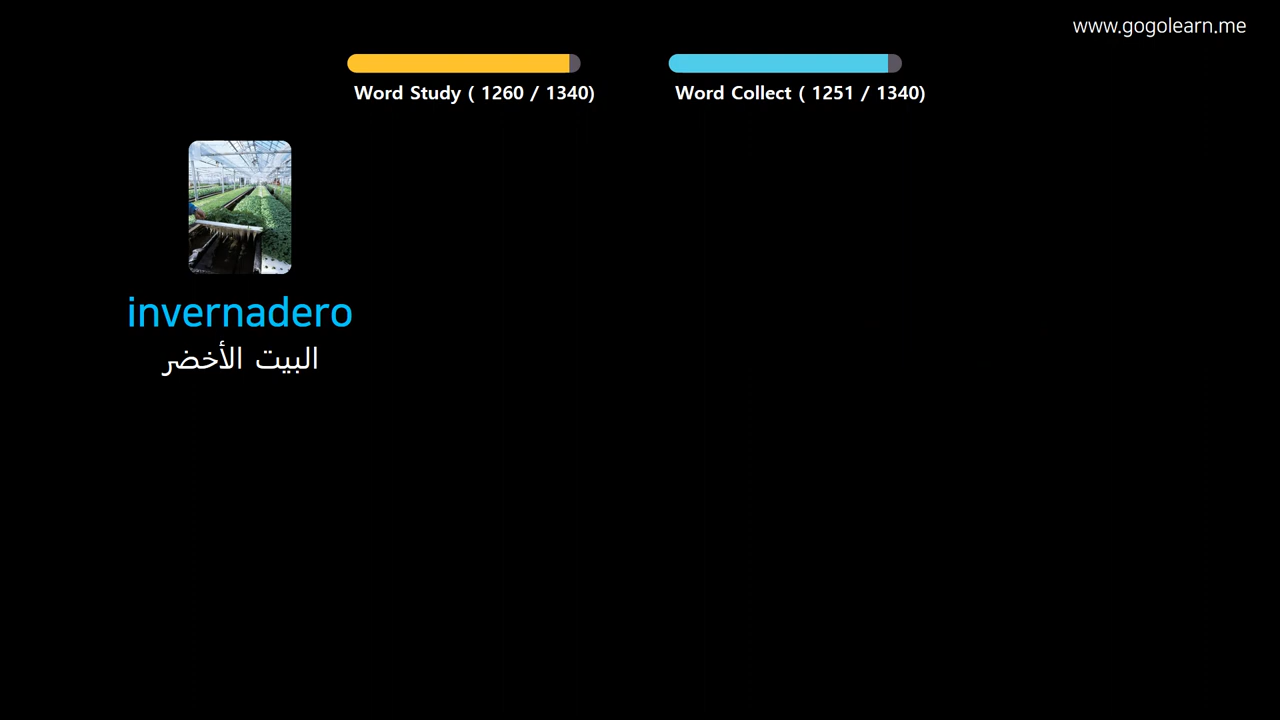 www.gogolearn.me
Word Study ( 1260 / 1340)
Word Collect ( 1251 / 1340)
invernadero
البيت الأخضر